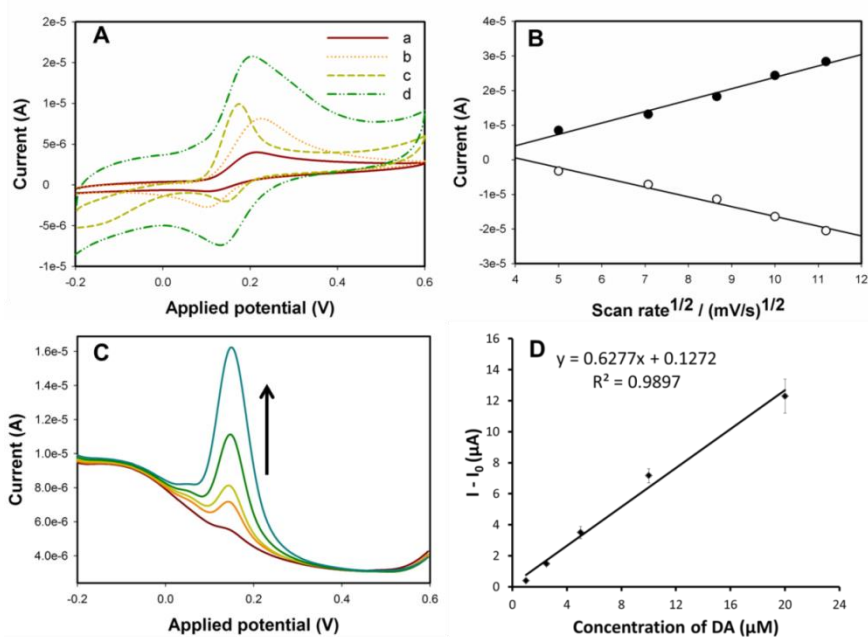 A
a
b
c
d
2e-5
2e-5
1e-5
5e-6
0
-5e-6
-1e-5
-0.2
0.0
0.2
0.4
0.6
Current (A)
Applied potential (V)
B
4e-5
3e-5
2e-5
1e-5
0
-1e-5
-2e-5
-3e-5
4
5
6
7
8
9
10
11
12
Current (A)
Scan rate^1/2 / (mV/s)^1/2
C
1.6e-5
1.4e-5
1.2e-5
1.0e-5
8.0e-6
6.0e-6
4.0e-6
-0.2
0.0
0.2
0.4
0.6
Current (A)
Applied potential (V)
D
y = 0.6277x + 0.1272
R² = 0.9897
16
14
12
10
8
6
4
2
0
0
4
8
12
16
20
24
I - I₀ (µA)
Concentration of DA (µM)